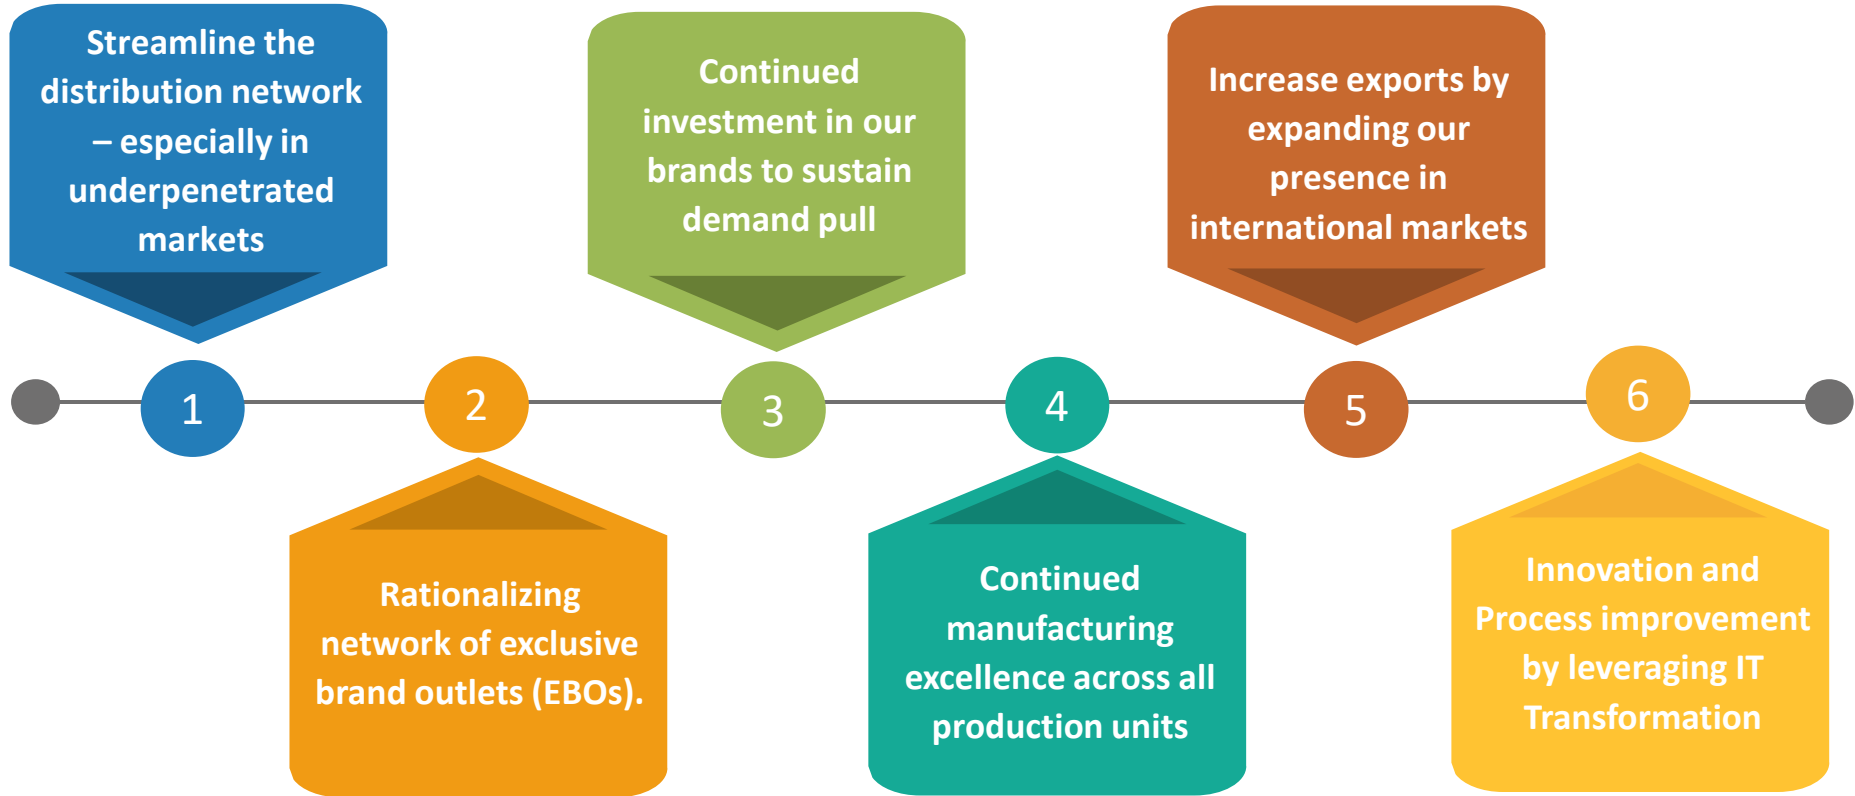 Streamline the
distribution network
– especially in
underpenetrated
markets
1
Rationalizing
network of exclusive
brand outlets (EBOs).
2
Continued
investment in our
brands to sustain
demand pull
3
Continued
manufacturing
excellence across all
production units
4
Increase exports by
expanding our
presence in
international markets
5
Innovation and
Process improvement
by leveraging IT
Transformation
6